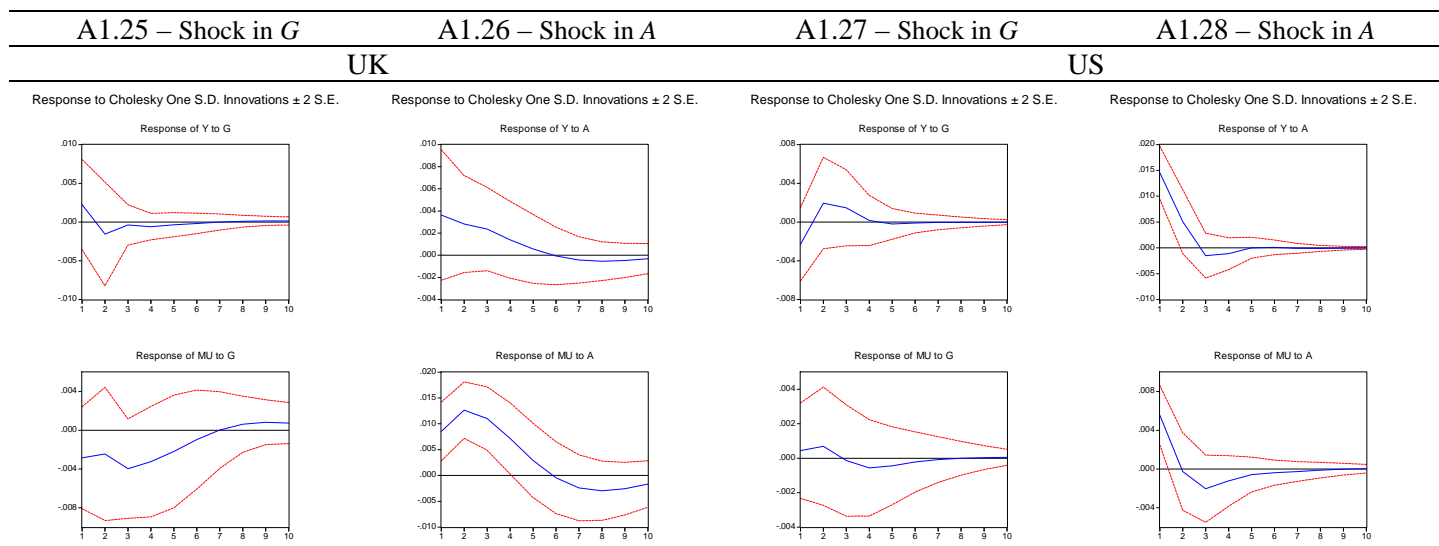 A1.25 – Shock in G A1.26 – Shock in A A1.27 – Shock in G A1.28 – Shock in A
UK US
Response to Cholesky One S.D. Innovations ± 2 S.E. Response to Cholesky One S.D. Innovations ± 2 S.E. Response to Cholesky One S.D. Innovations ± 2 S.E. Response to Cholesky One S.D. Innovations ± 2 S.E.
Response of Y to G
.010
.005
.000
-.005
-.010
1 2 3 4 5 6 7 8 9 10
Response of Y to A
.010
.008
.006
.004
.002
.000
-.002
-.004
1 2 3 4 5 6 7 8 9 10
Response of Y to G
.008
.004
.000
-.004
-.008
1 2 3 4 5 6 7 8 9 10
Response of Y to A
.020
.015
.010
.005
.000
-.005
-.010
1 2 3 4 5 6 7 8 9 10
Response of MU to G
.004
.000
-.004
-.008
1 2 3 4 5 6 7 8 9 10
Response of MU to A
.020
.015
.010
.005
.000
-.005
-.010
1 2 3 4 5 6 7 8 9 10
Response of MU to G
.004
.002
.000
-.002
-.004
1 2 3 4 5 6 7 8 9 10
Response of MU to A
.008
.004
.000
-.004
1 2 3 4 5 6 7 8 9 10